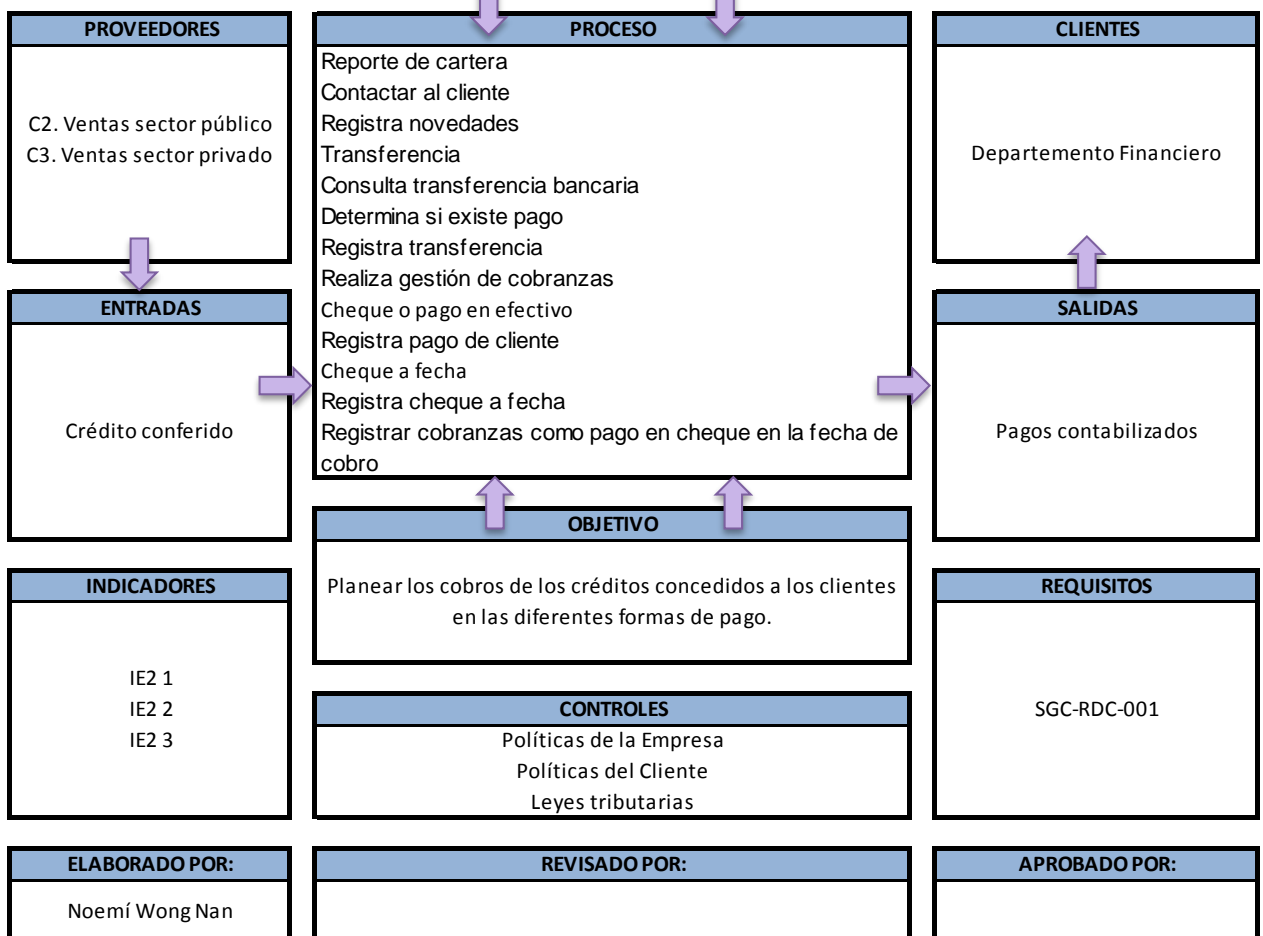 PROVEEDORES
C2. Ventas sector público
C3. Ventas sector privado
PROCESO
Reporte de cartera
Contactar al cliente
Registra novedades
Transferencia
Consulta transferencia bancaria
Determina si existe pago
Registra transferencia
Realiza gestión de cobranzas
Cheque o pago en efectivo
Registra pago de cliente
Cheque a fecha
Registra cheque a fecha
Registrar cobranzas como pago en cheque en la fecha de
cobro
CLIENTES
Departemento Financiero
ENTRADAS
Crédito conferido
SALIDAS
Pagos contabilizados
OBJETIVO
Planear los cobros de los créditos concedidos a los clientes
en las diferentes formas de pago.
INDICADORES
IE2 1
IE2 2
IE2 3
CONTROLES
Políticas de la Empresa
Políticas del Cliente
Leyes tributarias
REQUISITOS
SGC-RDC-001
ELABORADO POR:
Noemí Wong Nan
REVISADO POR:
APROBADO POR: